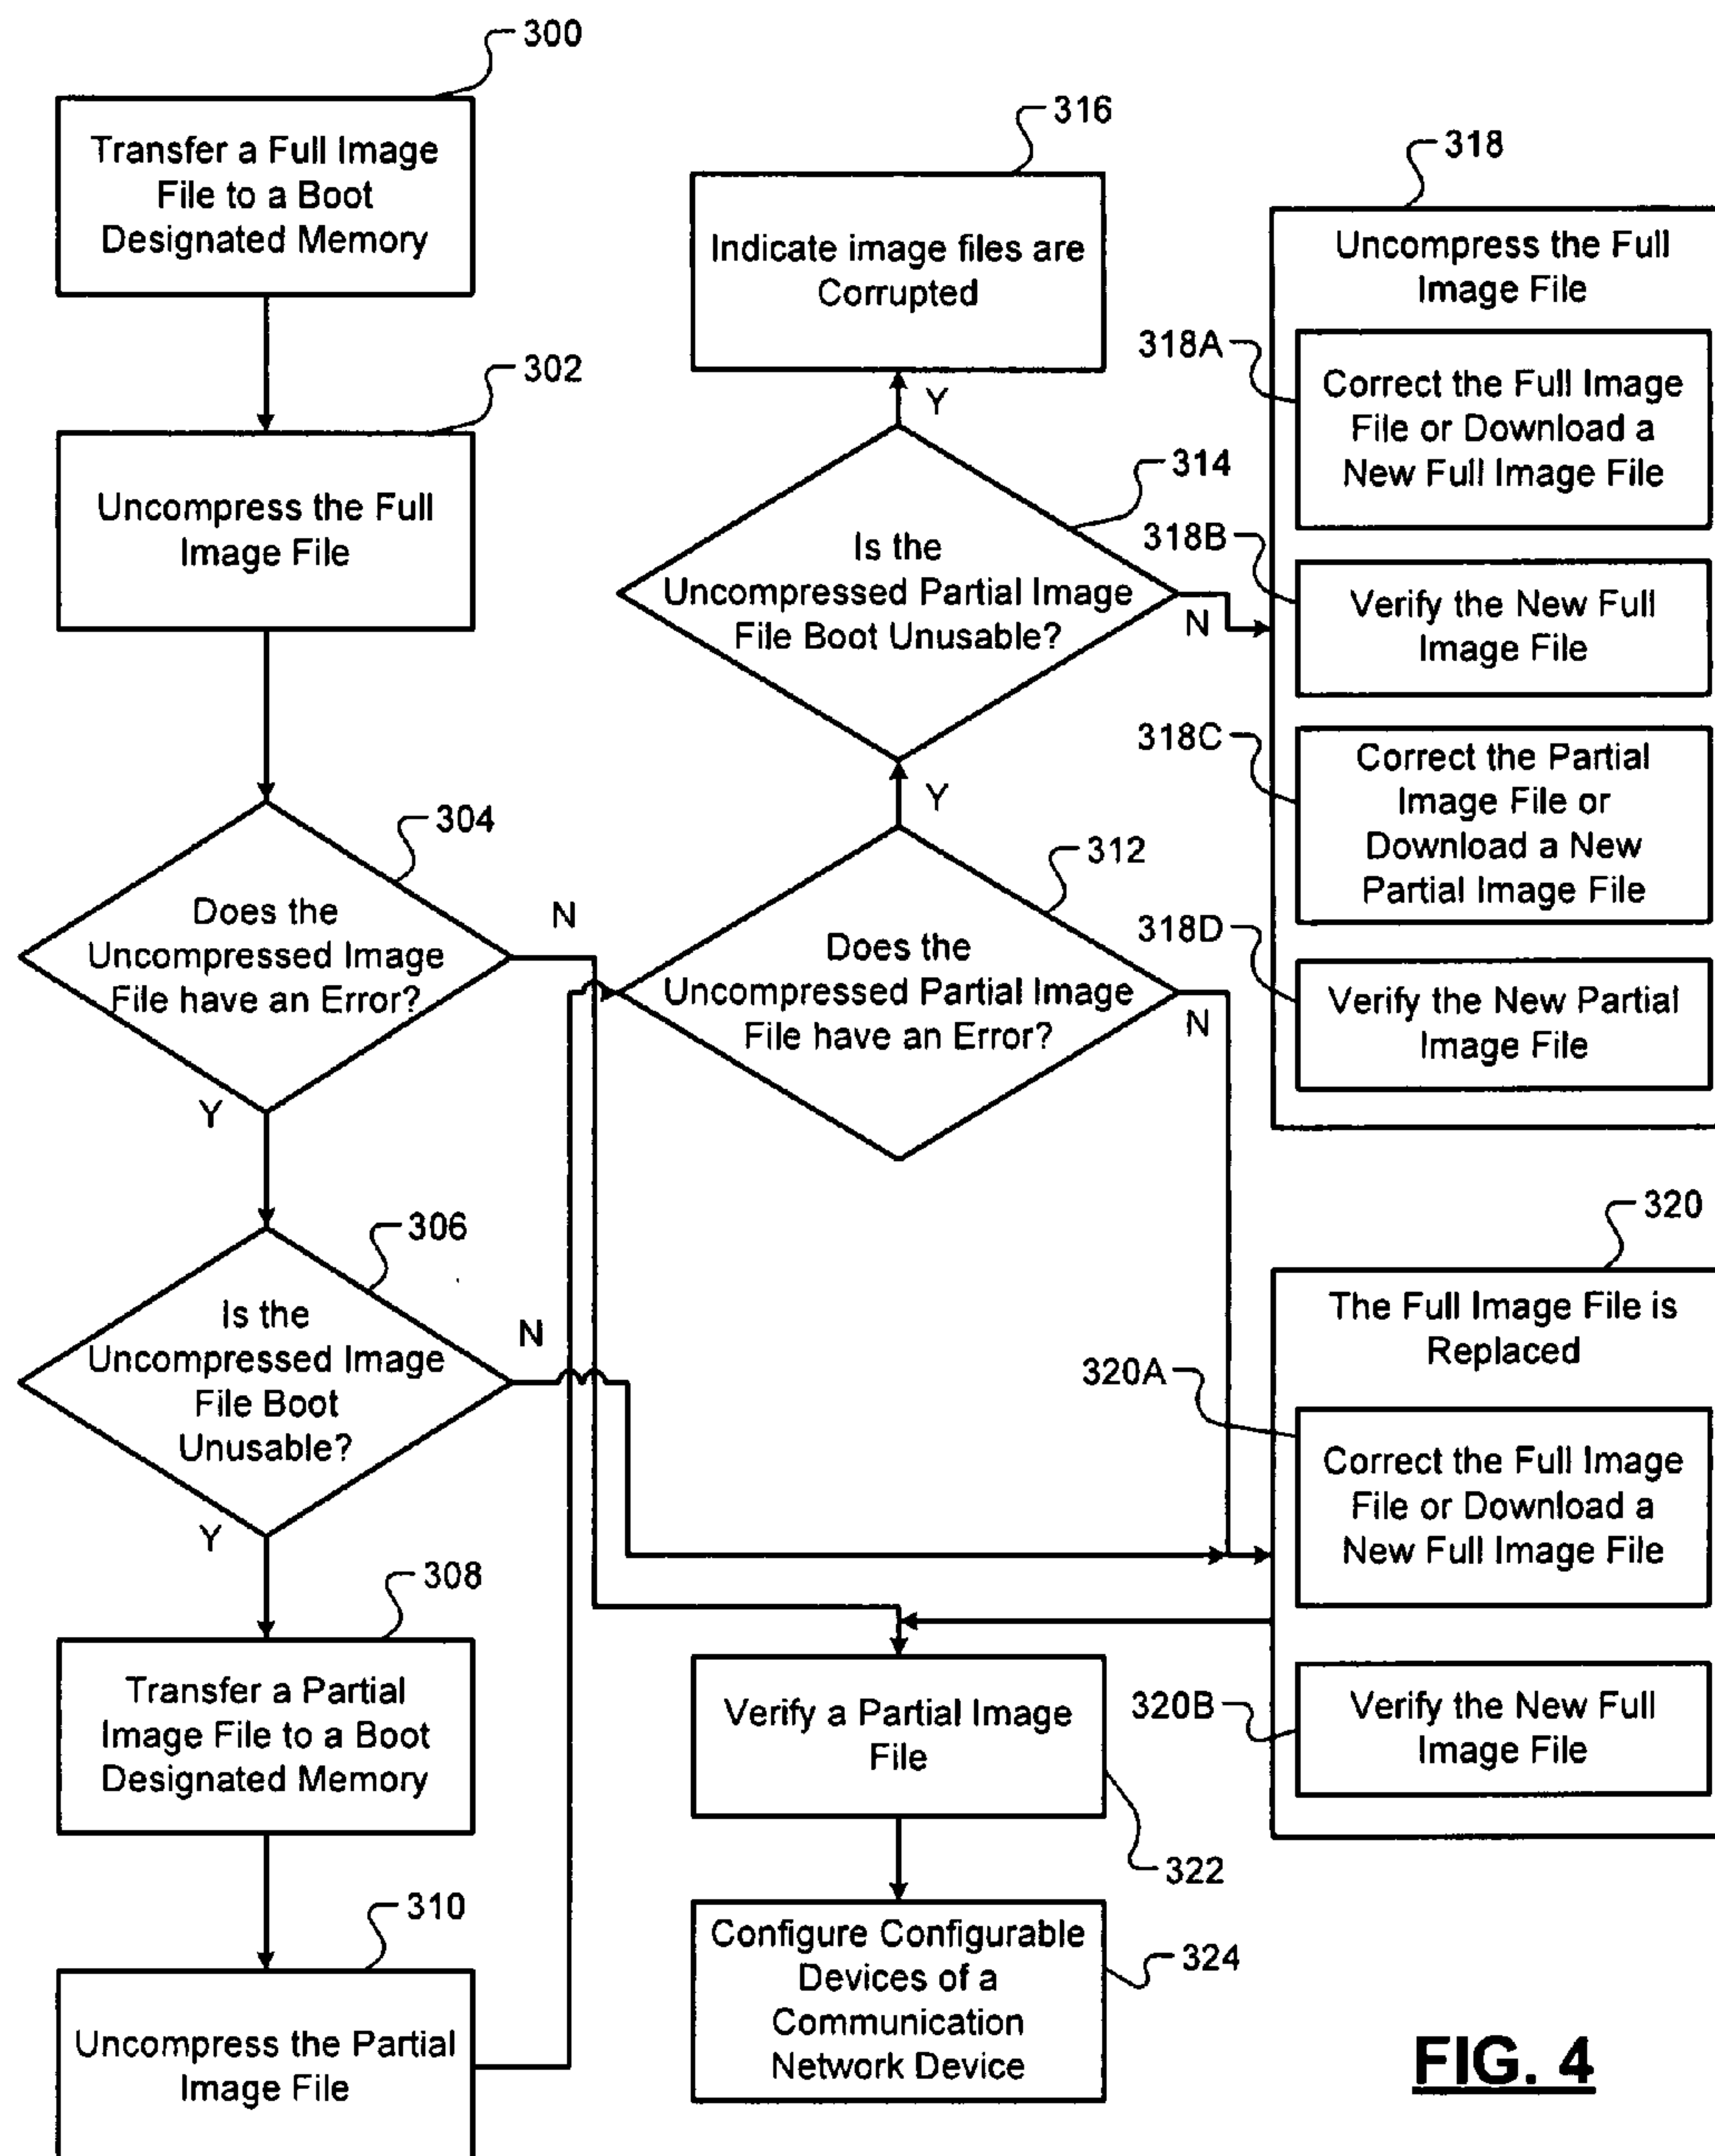 300
Transfer a Full Image
File to a Boot
Designated Memory
302
Uncompress the Full
Image File
304
Does the
Uncompressed Image
File have an Error?
N
Y
306
Is the
Uncompressed Image
File Boot
Unusable?
N
Y
308
Transfer a Partial
Image File to a Boot
Designated Memory
310
Uncompress the Partial
Image File
316
Indicate image files are
Corrupted
Y
314
Is the
Uncompressed Partial Image
File Boot Unusable?
N
Y
312
Does the
Uncompressed Partial Image
File have an Error?
N
318
Uncompress the Full
Image File
318A
Correct the Full Image
File or Download a
New Full Image File
318B
Verify the New Full
Image File
318C
Correct the Partial
Image File or
Download a New
Partial Image File
318D
Verify the New Partial
Image File
320
The Full Image File is
Replaced
320A
Correct the Full Image
File or Download a
New Full Image File
320B
Verify the New Full
Image File
Verify a Partial Image
File
322
Configure Configurable
Devices of a
Communication
Network Device
324
FIG. 4